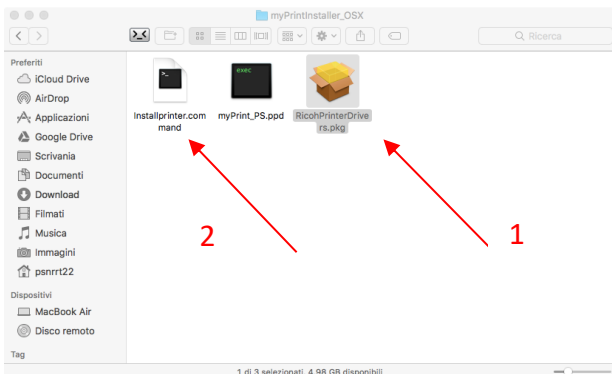 myPrintInstaller_OSX
Ricerca
Preferiti
iCloud Drive
AirDrop
Applicazioni
Google Drive
Scrivania
Documenti
Download
Filmati
Musica
Immagini
psnrrt22
Dispositivi
MacBook Air
Disco remoto
Tag
exec
Installprinter.com
mand
myPrint_PS.ppd
RicohPrinterDrive
rs.pkg
2
1
1 di 3 selezionati, 4,98 GB disponibili